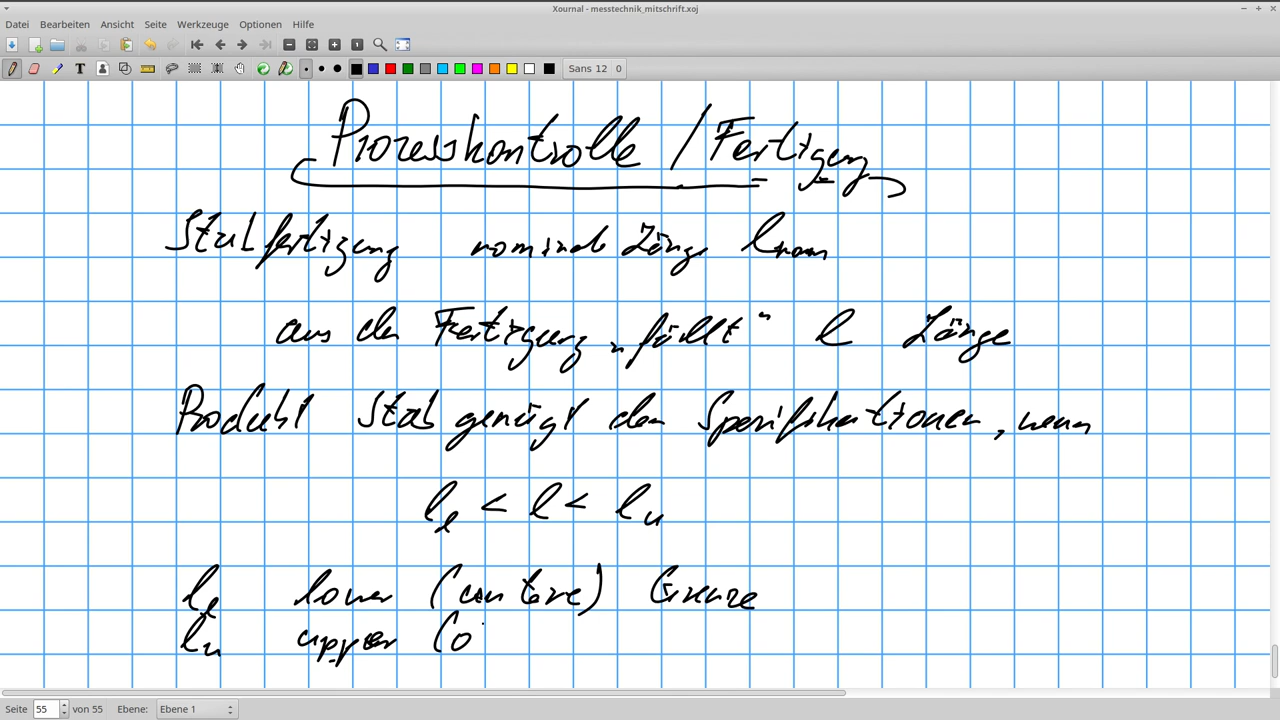 Xournal - messtechnik_mitschrift.xoj
Datei Bearbeiten Ansicht Seite Werkzeuge Optionen Hilfe
Sans 12 0
Prozesskontrolle / Fertigung
Stabfertigung nominale Länge lnom
aus der Fertigung „fällt" l Länge
Produkt Stab genügt den Spezifikationen, wenn
lℓ < l < lu
lℓ lower (untere) Grenze
lu upper (o
Seite 55 von 55 Ebene: Ebene 1